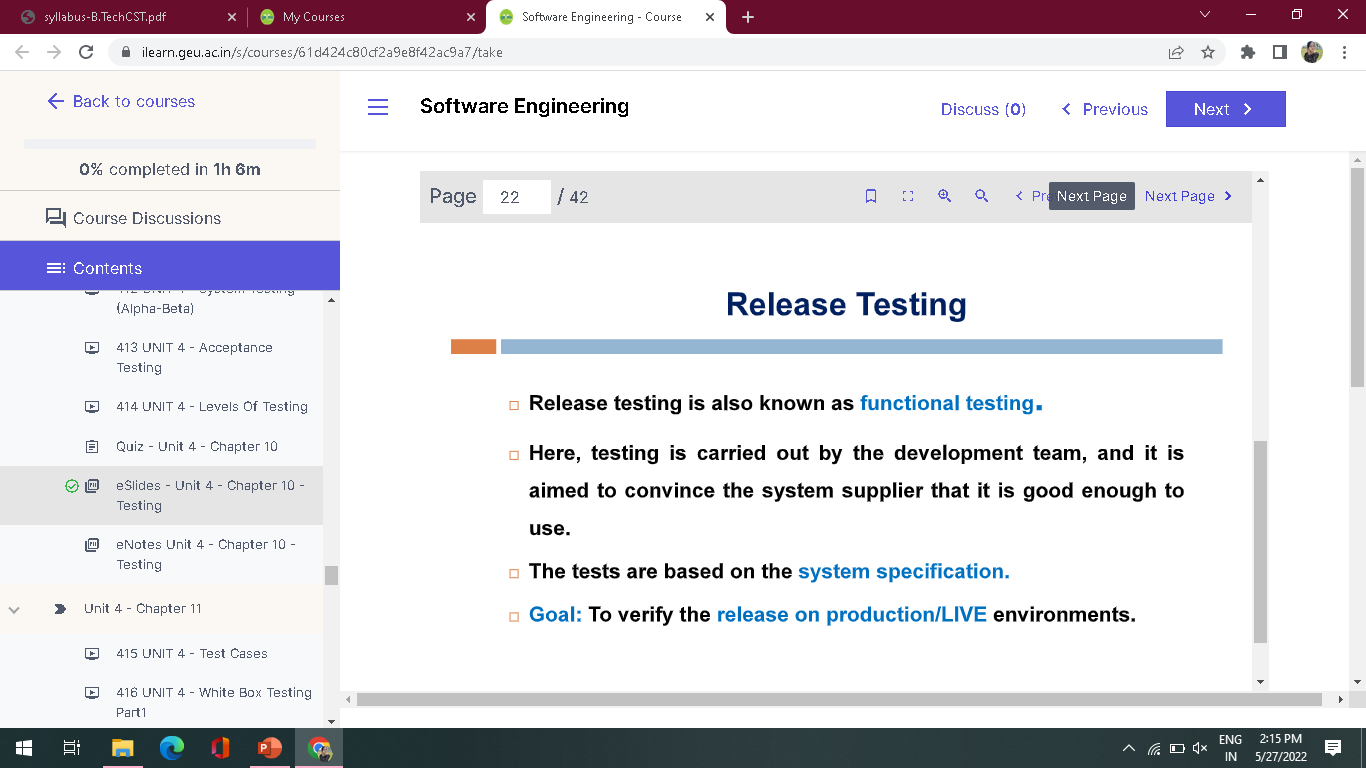 syllabus-B.TechCST.pdf
My Courses
Software Engineering - Course
ilearn.geu.ac.in/s/courses/61d424c80cf2a9e8f42ac9a7/take
Back to courses
0% completed in 1h 6m
Course Discussions
Contents
(Alpha-Beta)
413 UNIT 4 - Acceptance
Testing
414 UNIT 4 - Levels Of Testing
Quiz - Unit 4 - Chapter 10
eSlides - Unit 4 - Chapter 10 -
Testing
eNotes Unit 4 - Chapter 10 -
Testing
Unit 4 - Chapter 11
415 UNIT 4 - Test Cases
416 UNIT 4 - White Box Testing
Part1
Software Engineering
Discuss (0)
Previous
Next
Page 22 / 42
Next Page
Next Page
Release Testing
Release testing is also known as functional testing.
Here, testing is carried out by the development team, and it is
aimed to convince the system supplier that it is good enough to
use.
The tests are based on the system specification.
Goal: To verify the release on production/LIVE environments.
ENG
IN
2:15 PM
5/27/2022